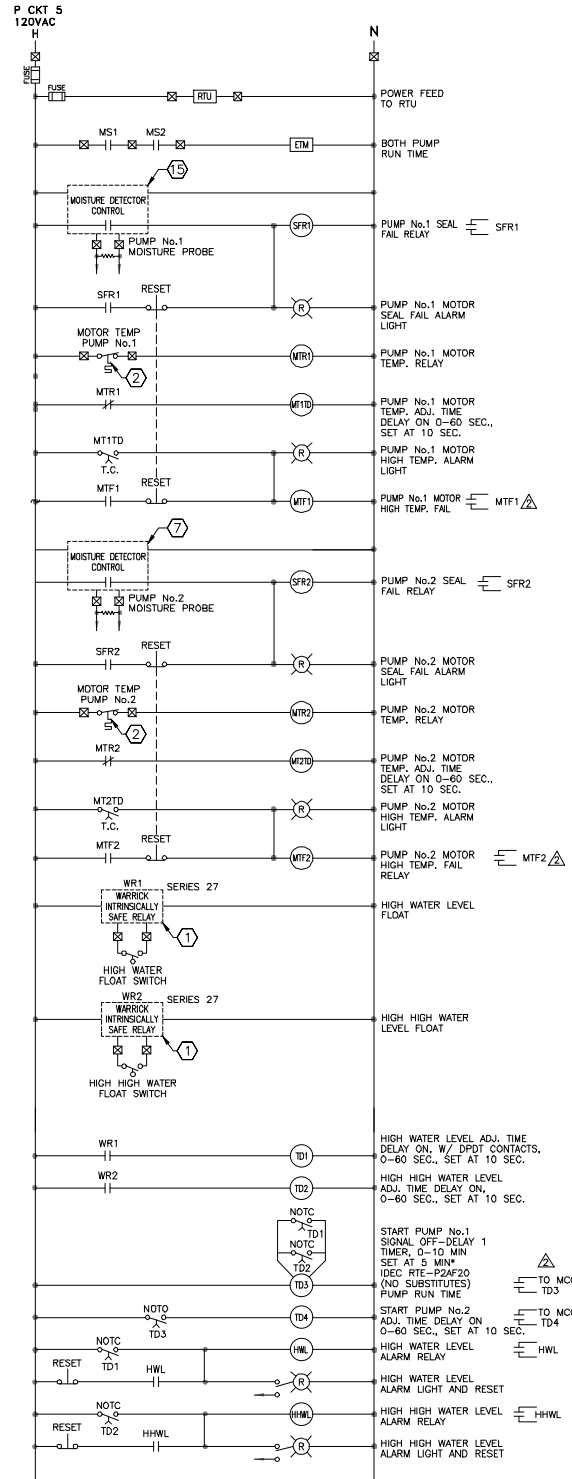 P CKT 5
120VAC
H
N
FUSE
FUSE
RTU
POWER FEED
TO RTU
MS1
MS2
ETM
BOTH PUMP
RUN TIME
15
MOISTURE DETECTOR
CONTROL
SFR1
PUMP No.1 SEAL
FAIL RELAY
SFR1
PUMP No.1
MOISTURE PROBE
RESET
SFR1
R
PUMP No.1 MOTOR
SEAL FAIL ALARM
LIGHT
MOTOR TEMP
PUMP No.1
2
MTR1
PUMP No.1 MOTOR
TEMP. RELAY
MTR1
MT1TD
PUMP No.1 MOTOR
TEMP. ADJ. TIME
DELAY ON 0-60 SEC.,
SET AT 10 SEC.
MT1TD
T.C.
R
PUMP No.1 MOTOR
HIGH TEMP. ALARM
LIGHT
MTF1
RESET
MTF1
PUMP No.1 MOTOR
HIGH TEMP. FAIL
MTF1
2
7
MOISTURE DETECTOR
CONTROL
SFR2
PUMP No.2 SEAL
FAIL RELAY
SFR2
PUMP No.2
MOISTURE PROBE
RESET
SFR2
R
PUMP No.2 MOTOR
SEAL FAIL ALARM
LIGHT
MOTOR TEMP
PUMP No.2
2
MTR2
PUMP No.2 MOTOR
TEMP. RELAY
MTR2
MT2TD
PUMP No.2 MOTOR
TEMP. ADJ. TIME
DELAY ON 0-60 SEC.,
SET AT 10 SEC.
MT2TD
T.C.
R
PUMP No.2 MOTOR
HIGH TEMP. ALARM
LIGHT
MTF2
RESET
MTF2
PUMP No.2 MOTOR
HIGH TEMP. FAIL
RELAY
MTF2
2
WR1
SERIES 27
WARRICK
INTRINSICALLY
SAFE RELAY
1
HIGH WATER LEVEL
FLOAT
HIGH WATER
FLOAT SWITCH
WR2
SERIES 27
WARRICK
INTRINSICALLY
SAFE RELAY
1
HIGH HIGH WATER
LEVEL FLOAT
HIGH HIGH WATER
FLOAT SWITCH
WR1
TD1
HIGH WATER LEVEL ADJ. TIME
DELAY ON, W/ DPDT CONTACTS,
0-60 SEC., SET AT 10 SEC.
WR2
TD2
HIGH HIGH WATER LEVEL
ADJ. TIME DELAY ON,
0-60 SEC., SET AT 10 SEC.
NOTC
TD1
NOTC
TD2
TD3
START PUMP No.1
SIGNAL OFF-DELAY 1
TIMER, 0-10 MIN
SET AT 5 MIN*
IDEC RTE-P2AF20
(NO SUBSTITUTES)
PUMP RUN TIME
2
TO MCC
TD3
NOTO
TD3
TD4
START PUMP No.2
ADJ. TIME DELAY ON
0-60 SEC., SET AT 10 SEC.
TO MCC
TD4
NOTC
TD1
HWL
HIGH WATER LEVEL
ALARM RELAY
HWL
RESET
HWL
R
HIGH WATER LEVEL
ALARM LIGHT AND RESET
NOTC
TD2
HHWL
HIGH HIGH WATER LEVEL
ALARM RELAY
HHWL
RESET
HHWL
R
HIGH HIGH WATER LEVEL
ALARM LIGHT AND RESET